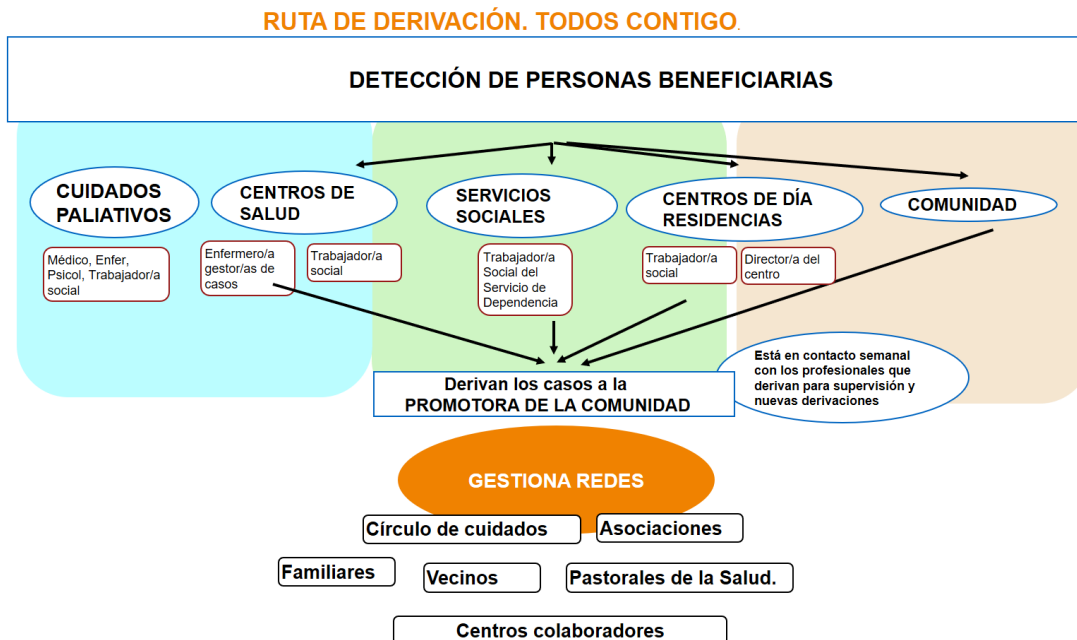 RUTA DE DERIVACIÓN. TODOS CONTIGO.
DETECCIÓN DE PERSONAS BENEFICIARIAS
CUIDADOS
PALIATIVOS
CENTROS DE
SALUD
SERVICIOS
SOCIALES
CENTROS DE DÍA
RESIDENCIAS
COMUNIDAD
Médico, Enfer,
Psicol, Trabajador/a
social
Enfermero/a
gestor/as de
casos
Trabajador/a
social
Trabajador/a
Social del
Servicio de
Dependencia
Trabajador/a
social
Director/a del
centro
Derivan los casos a la
PROMOTORA DE LA COMUNIDAD
Está en contacto semanal
con los profesionales que
derivan para supervisión y
nuevas derivaciones
GESTIONA REDES
Círculo de cuidados
Asociaciones
Familiares
Vecinos
Pastorales de la Salud.
Centros colaboradores